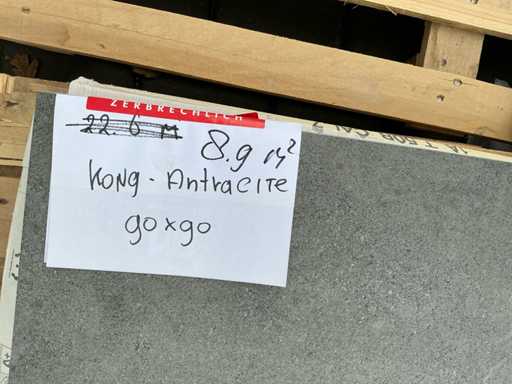 ZERBRECHLICH
22.6 m
8.9 m²
KONG - AntraCITE
90x90